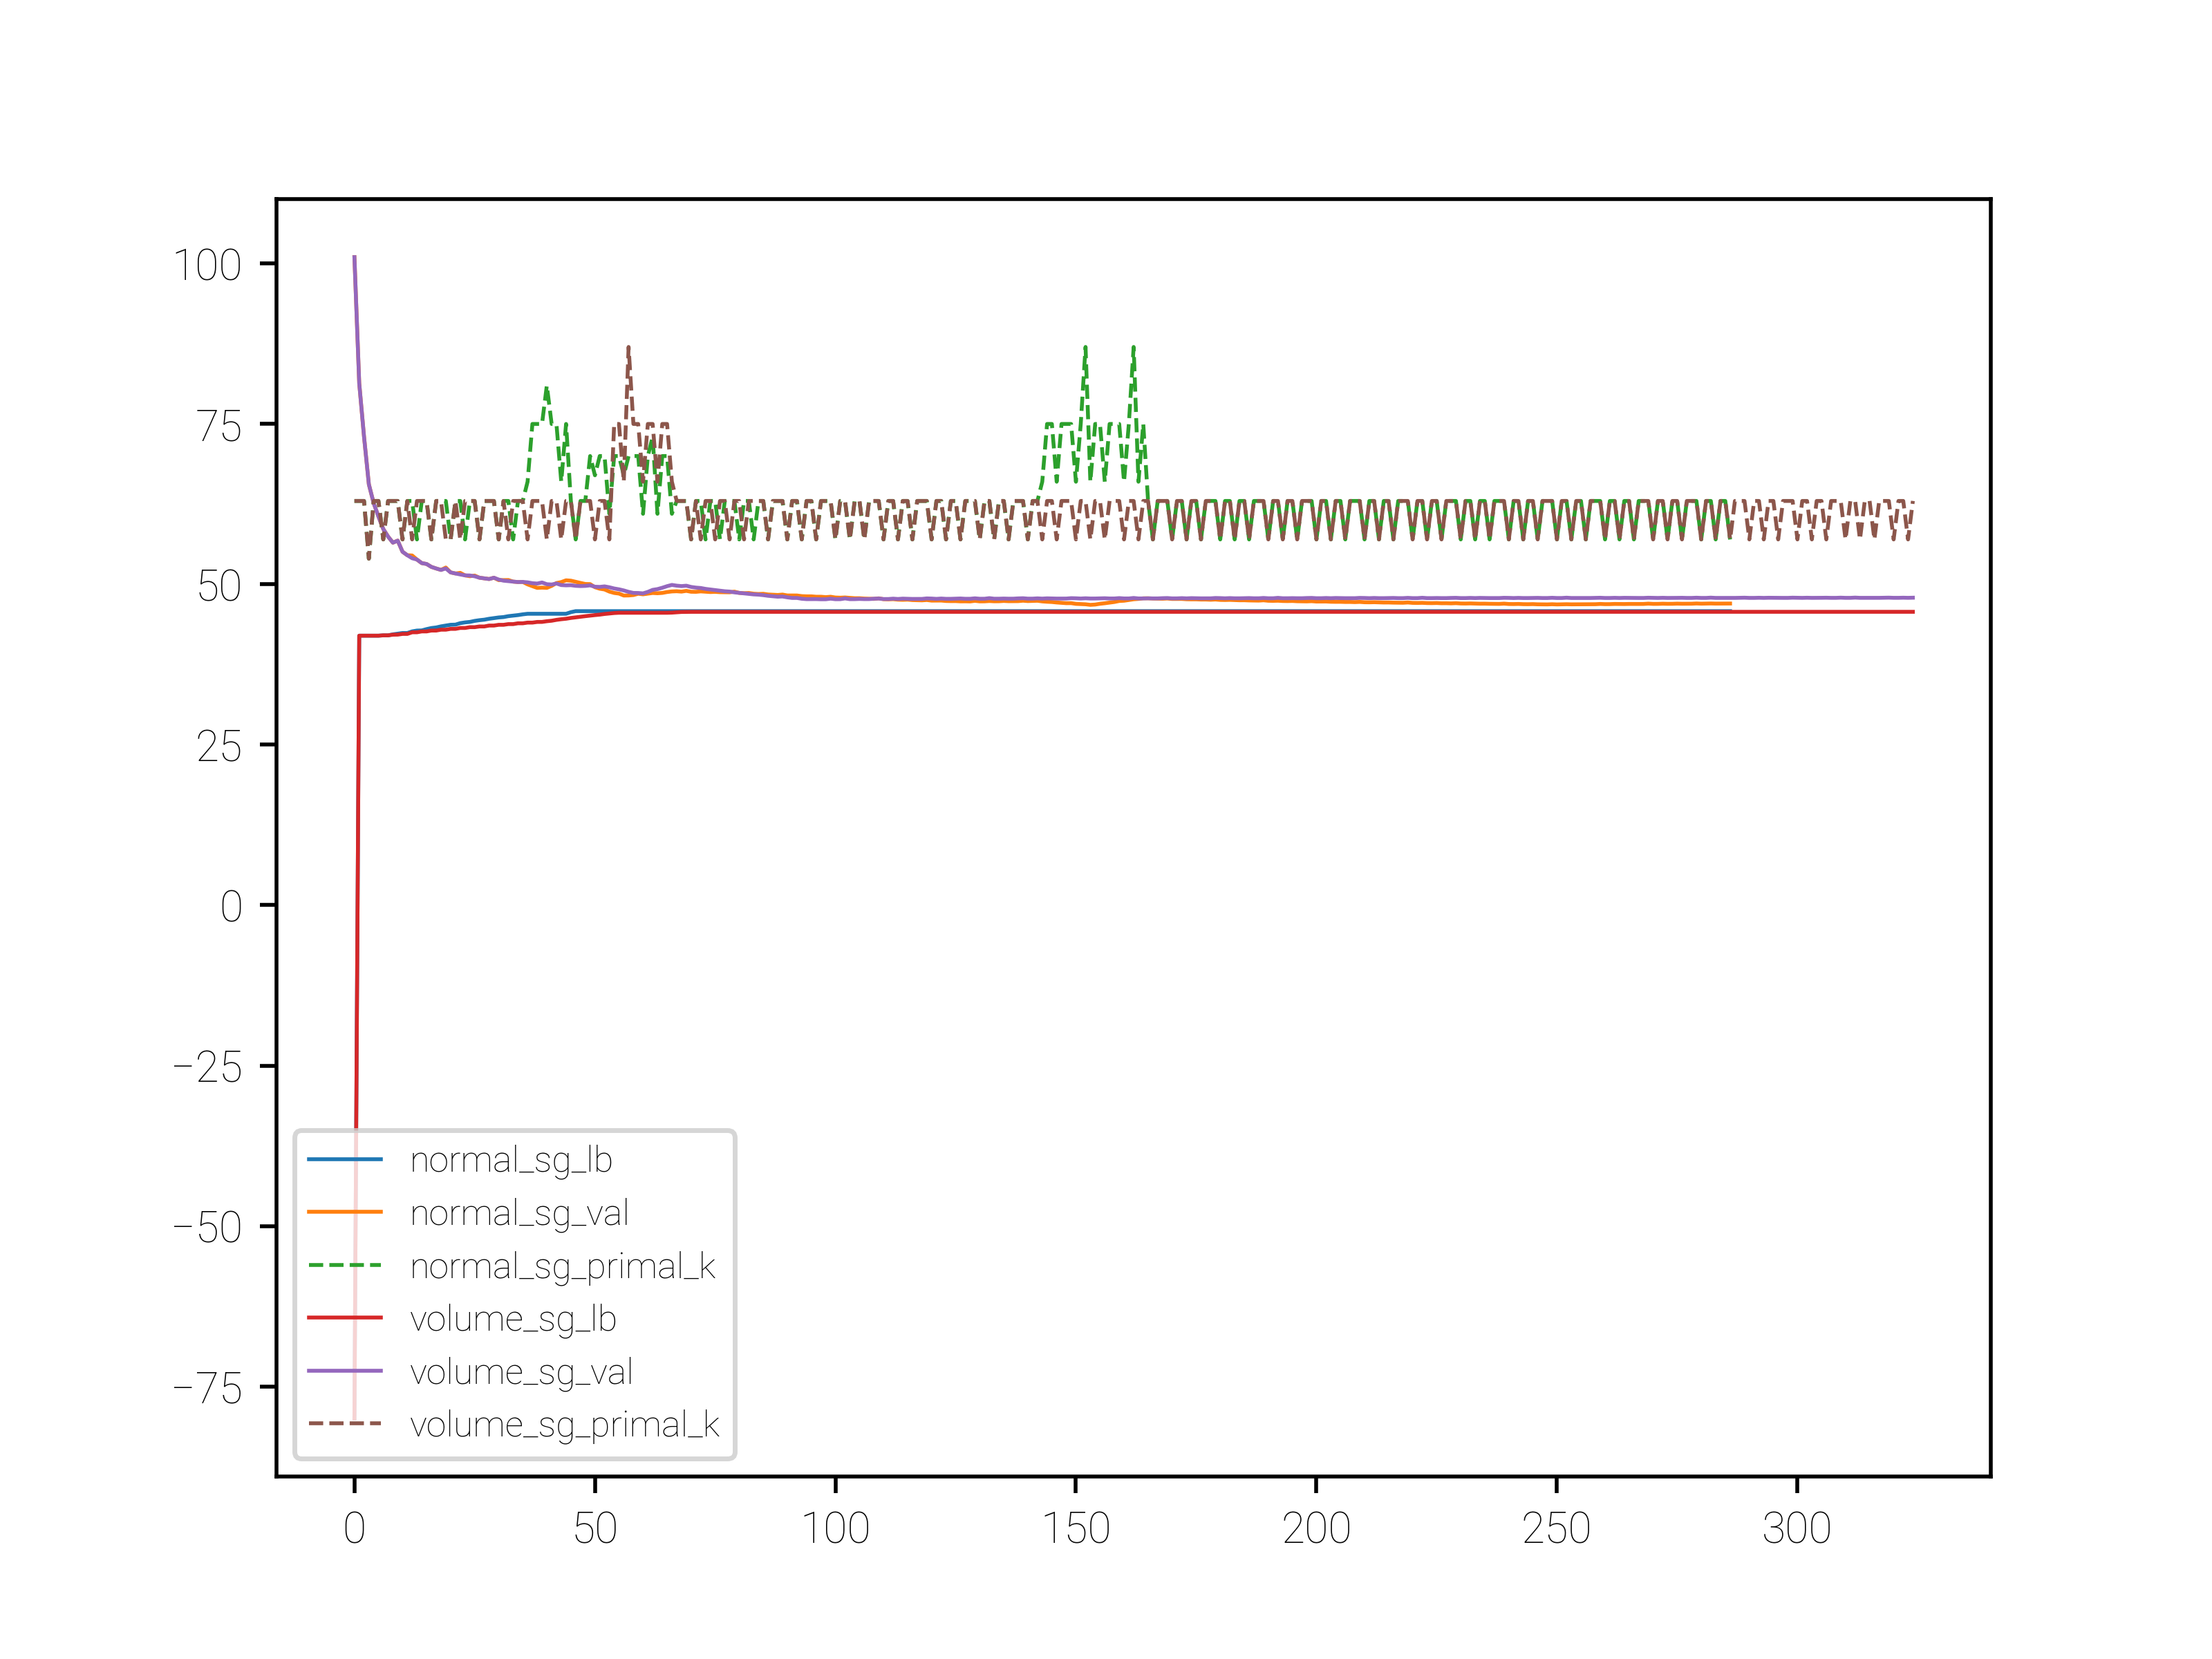 100
75
50
25
0
−25
−50
−75
normal_sg_lb
normal_sg_val
normal_sg_primal_k
volume_sg_lb
volume_sg_val
volume_sg_primal_k
0 50 100 150 200 250 300